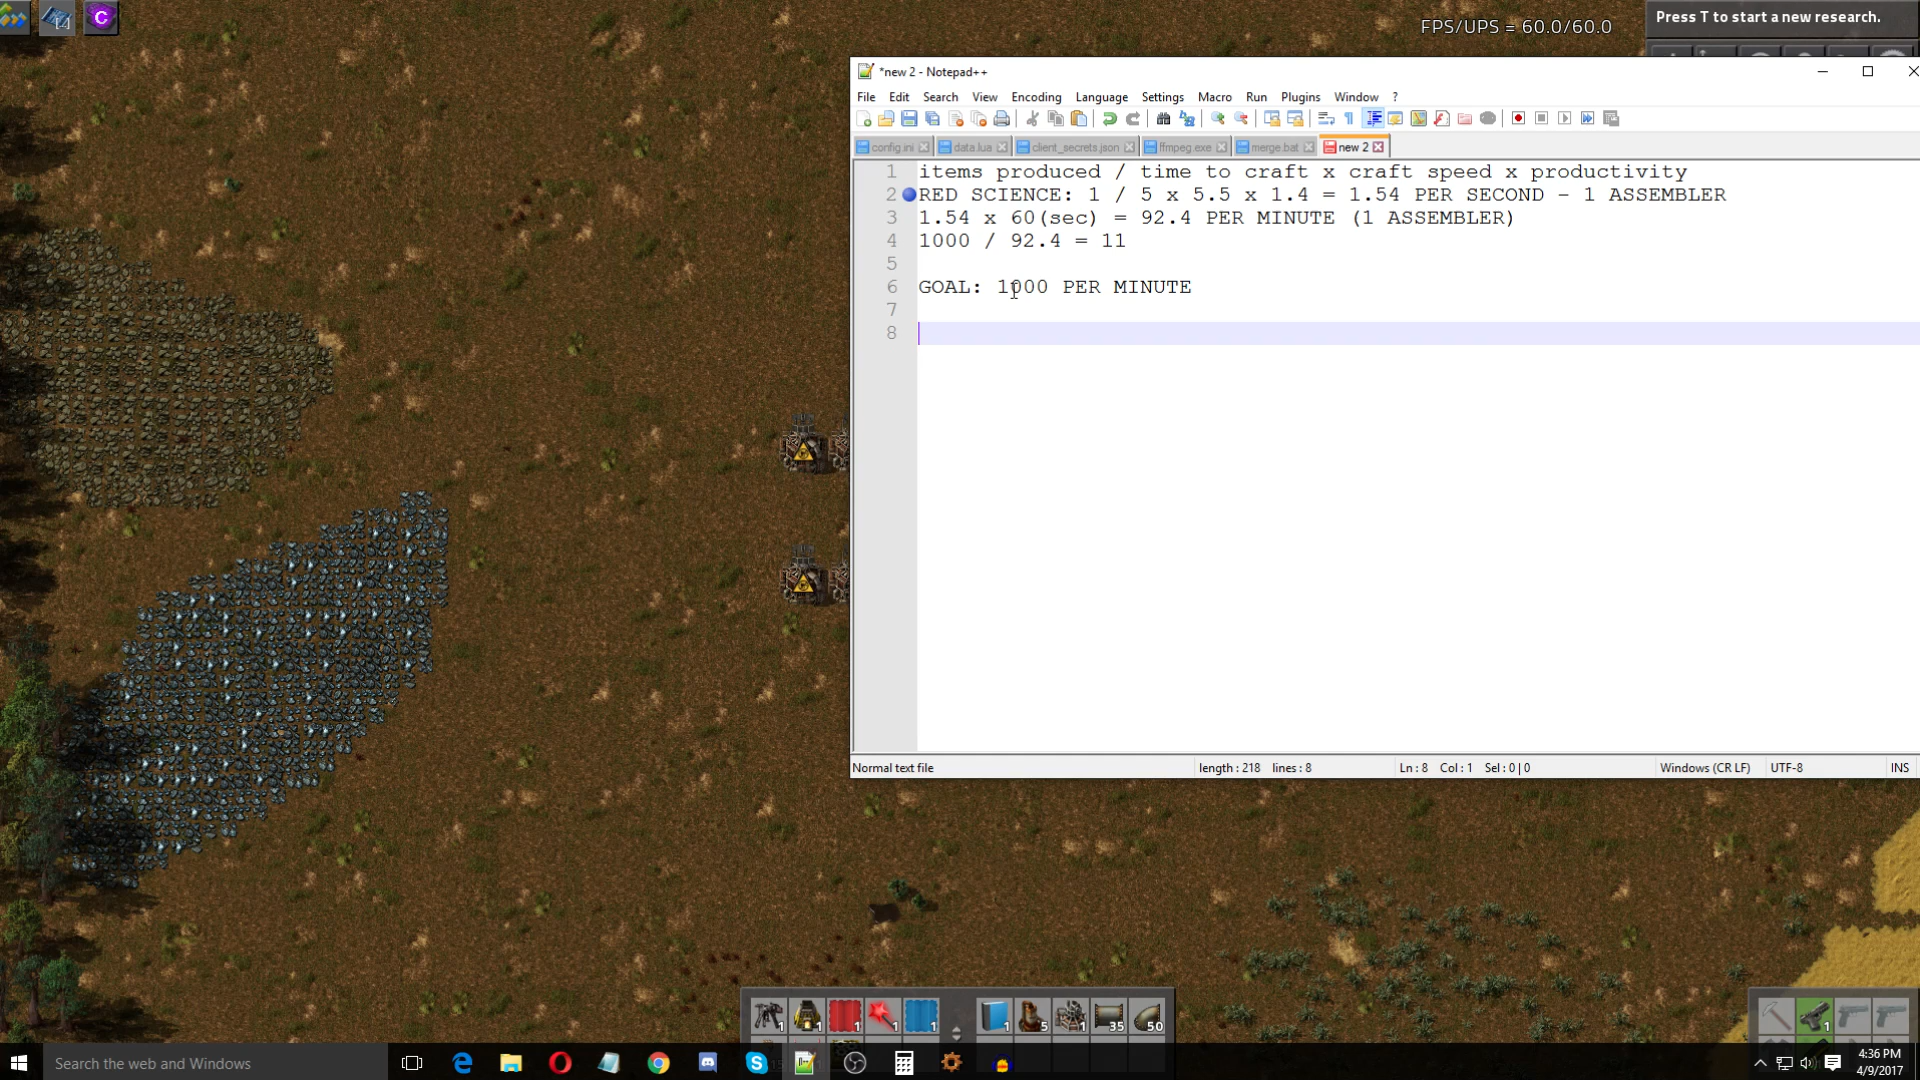 14
C
FPS/UPS = 60.0/60.0
Press T to start a new research.
*new 2 - Notepad++
File Edit Search View Encoding Language Settings Macro Run Plugins Window ?
config.ini data.lua client_secrets.json ffmpeg.exe merge.bat new 2
1 items produced / time to craft x craft speed x productivity
2 RED SCIENCE: 1 / 5 x 5.5 x 1.4 = 1.54 PER SECOND - 1 ASSEMBLER
3 1.54 x 60(sec) = 92.4 PER MINUTE (1 ASSEMBLER)
4 1000 / 92.4 = 11
5
6 GOAL: 1000 PER MINUTE
7
8
Normal text file length : 218 lines : 8 Ln : 8 Col : 1 Sel : 0 | 0 Windows (CR LF) UTF-8 INS
1 1 1 1 1 1 5 1 35 50
1
Search the web and Windows
4:36 PM
4/9/2017